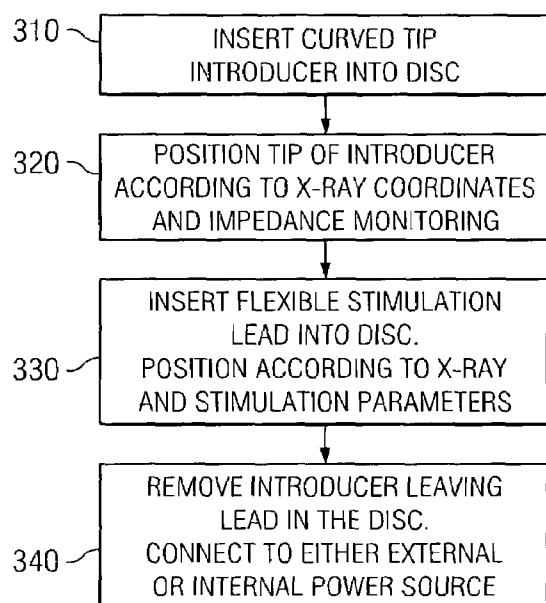 310
INSERT CURVED TIP
INTRODUCER INTO DISC
320
POSITION TIP OF INTRODUCER
ACCORDING TO X-RAY COORDINATES
AND IMPEDANCE MONITORING
330
INSERT FLEXIBLE STIMULATION
LEAD INTO DISC.
POSITION ACCORDING TO X-RAY
AND STIMULATION PARAMETERS
340
REMOVE INTRODUCER LEAVING
LEAD IN THE DISC.
CONNECT TO EITHER EXTERNAL
OR INTERNAL POWER SOURCE